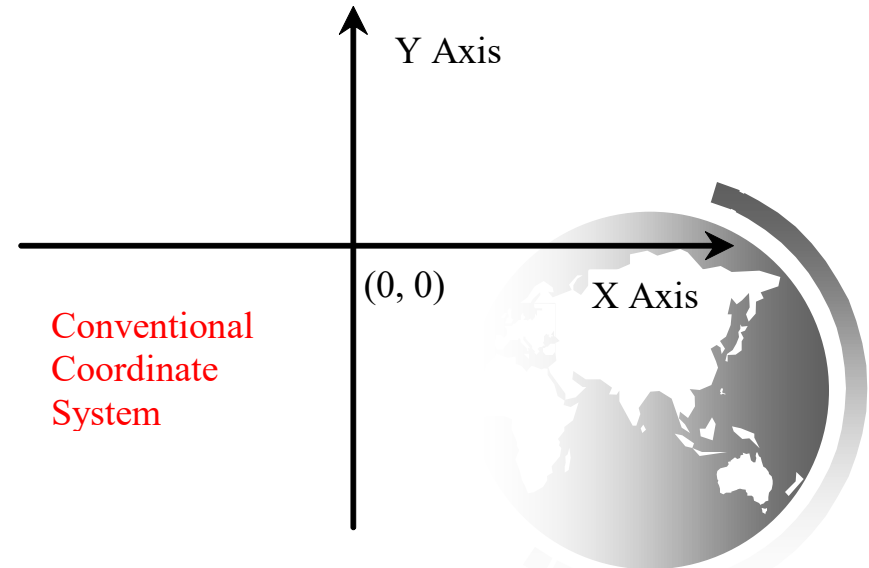 Y Axis
(0, 0)
X Axis
Conventional
Coordinate
System